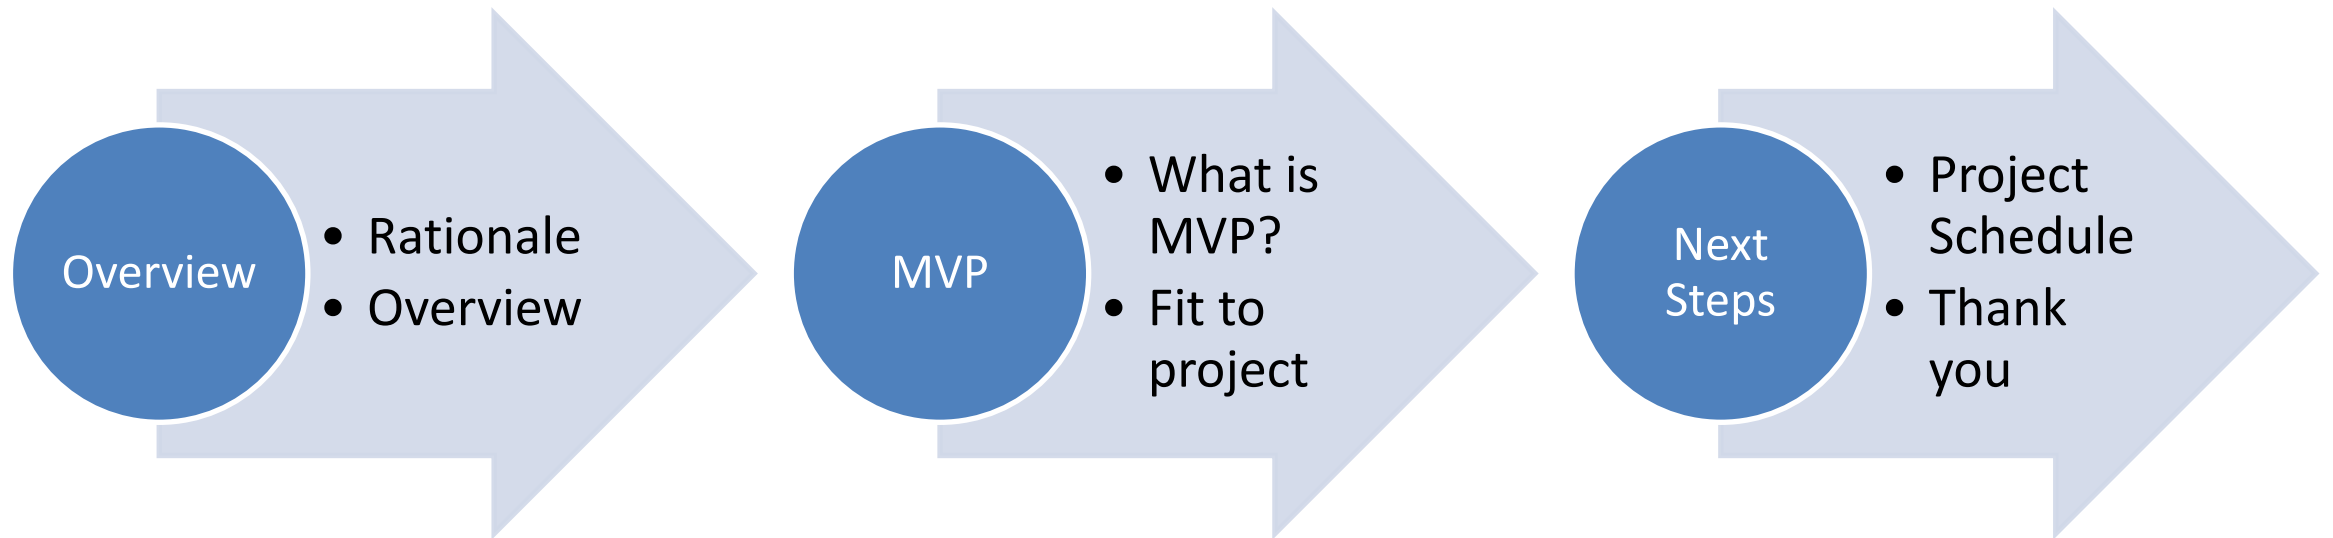 Overview
• Rationale
• Overview
MVP
• What is
MVP?
• Fit to
project
Next
Steps
• Project
Schedule
• Thank
you